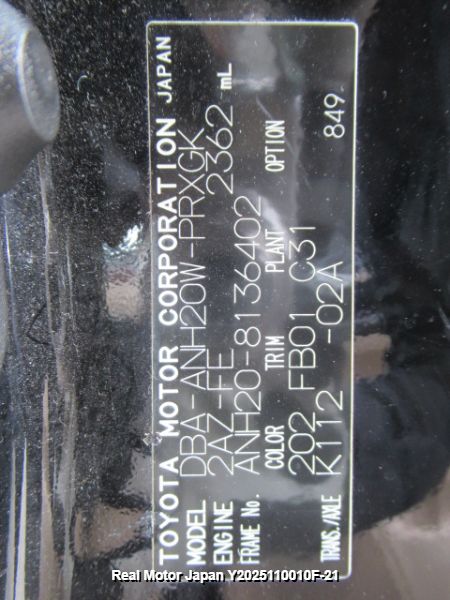 TOYOTA MOTOR CORPORATION JAPAN
MODEL DBA-ANH20W-PRXGK
ENGINE 2AZ-FE 2362 mL
FRAME No. ANH20-8136402
COLOR TRIM PLANT OPTION
202 FB01 C31 849
TRANS./AXLE K112 -02A
Real Motor Japan Y2025110010F-21